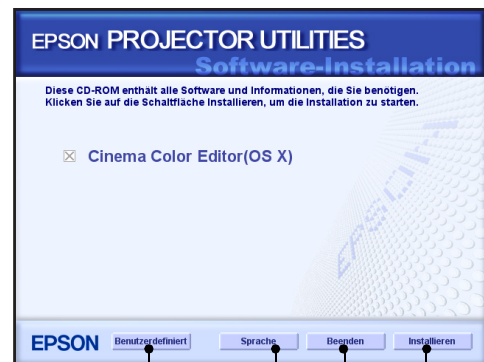 EPSON PROJECTOR UTILITIES
Software-Installation
Diese CD-ROM enthält alle Software und Informationen, die Sie benötigen.
Klicken Sie auf die Schaltfläche Installieren, um die Installation zu starten.
Cinema Color Editor(OS X)
EPSON
EPSON
Benutzerdefiniert
Sprache
Beenden
Installieren